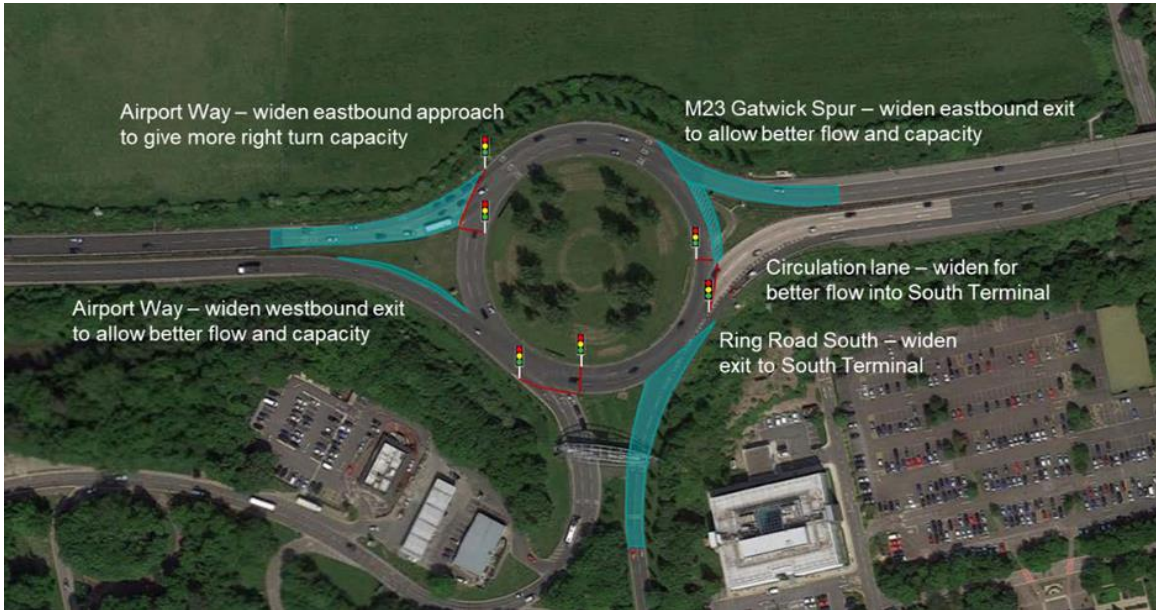 Airport Way – widen eastbound approach
to give more right turn capacity
M23 Gatwick Spur – widen eastbound exit
to allow better flow and capacity
Airport Way – widen westbound exit
to allow better flow and capacity
Circulation lane – widen for
better flow into South Terminal
Ring Road South – widen
exit to South Terminal